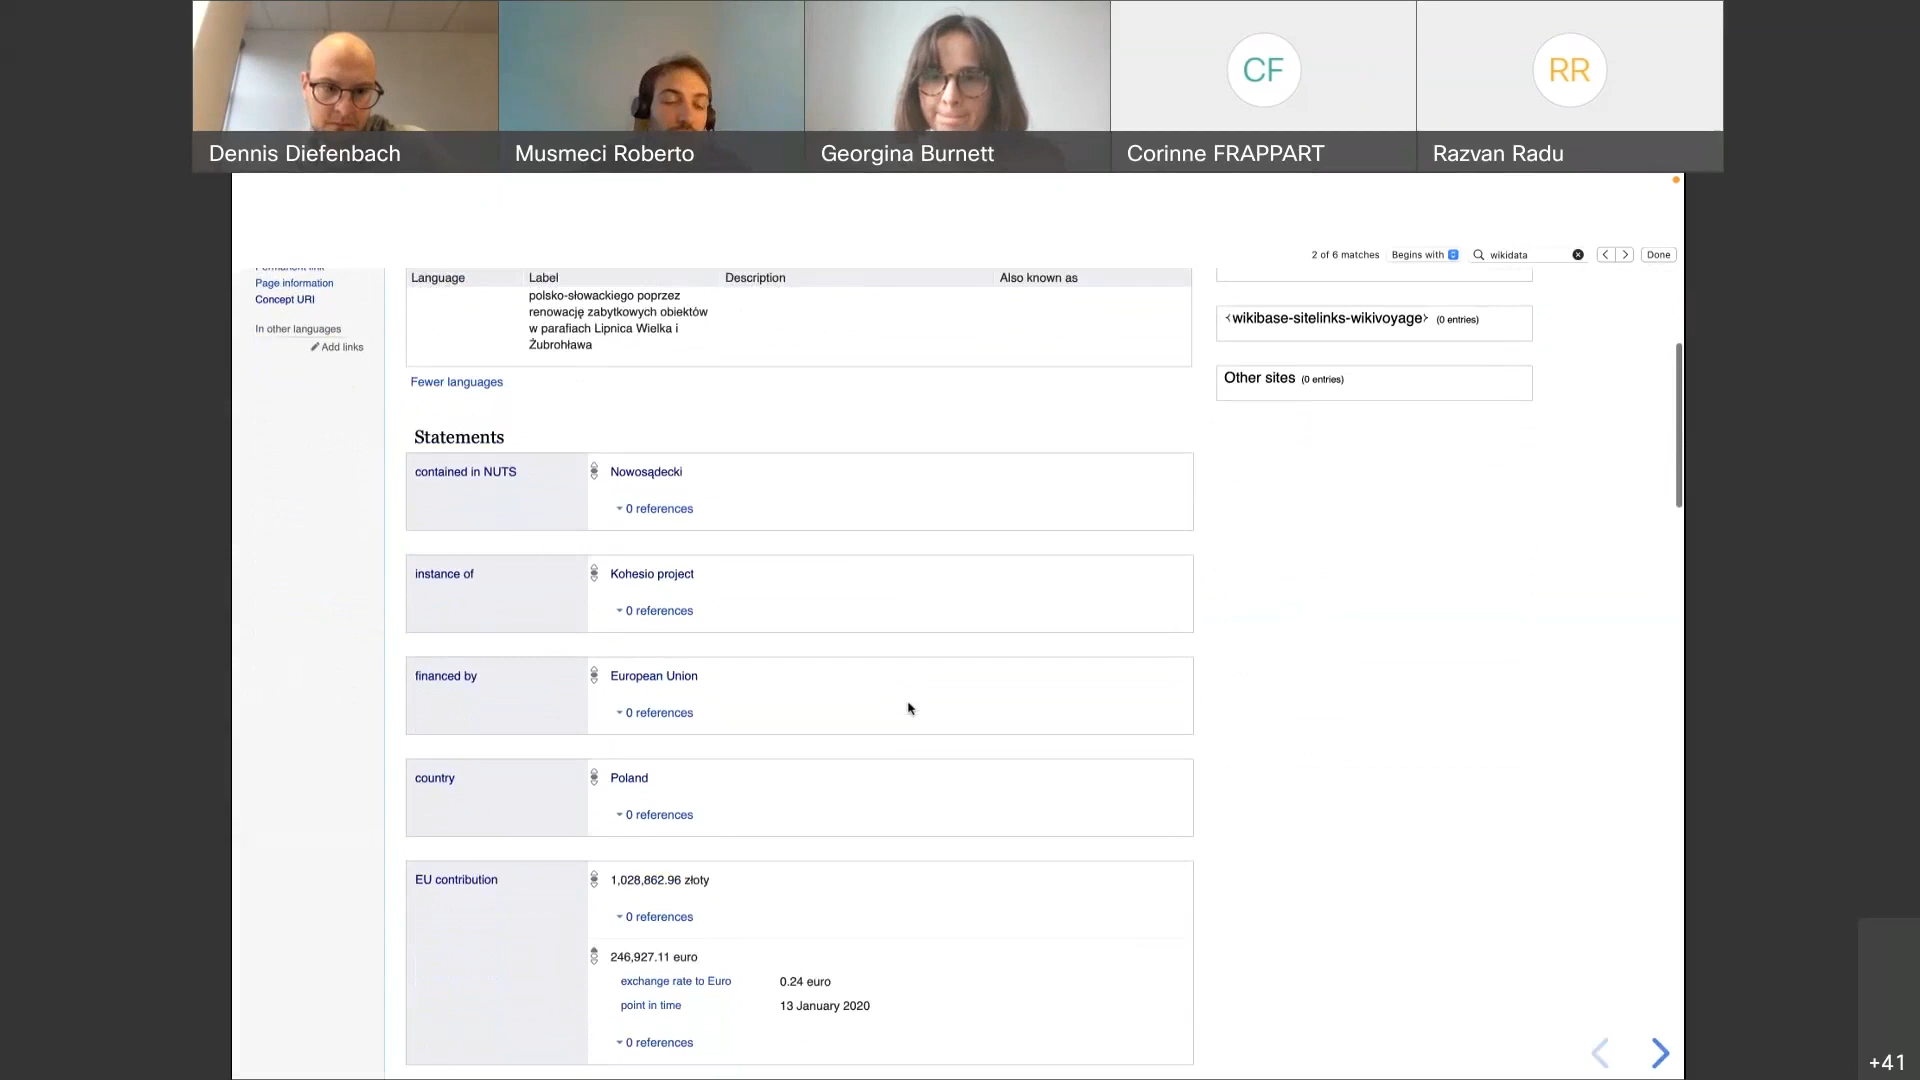 CF
RR
Dennis Diefenbach
Musmeci Roberto
Georgina Burnett
Corinne FRAPPART
Razvan Radu
2 of 6 matches
Begins with
wikidata
Done
Permanent link
Page information
Concept URI
In other languages
Add links
Language
Label
Description
Also known as
polsko-słowackiego poprzez
renowację zabytkowych obiektów
w parafiach Lipnica Wielka i
Żubrohława
Fewer languages
‹wikibase-sitelinks-wikivoyage› (0 entries)
Other sites (0 entries)
Statements
contained in NUTS
Nowosądecki
0 references
instance of
Kohesio project
0 references
financed by
European Union
0 references
country
Poland
0 references
EU contribution
1,028,862.96 złoty
0 references
246,927.11 euro
exchange rate to Euro
0.24 euro
point in time
13 January 2020
0 references
+41